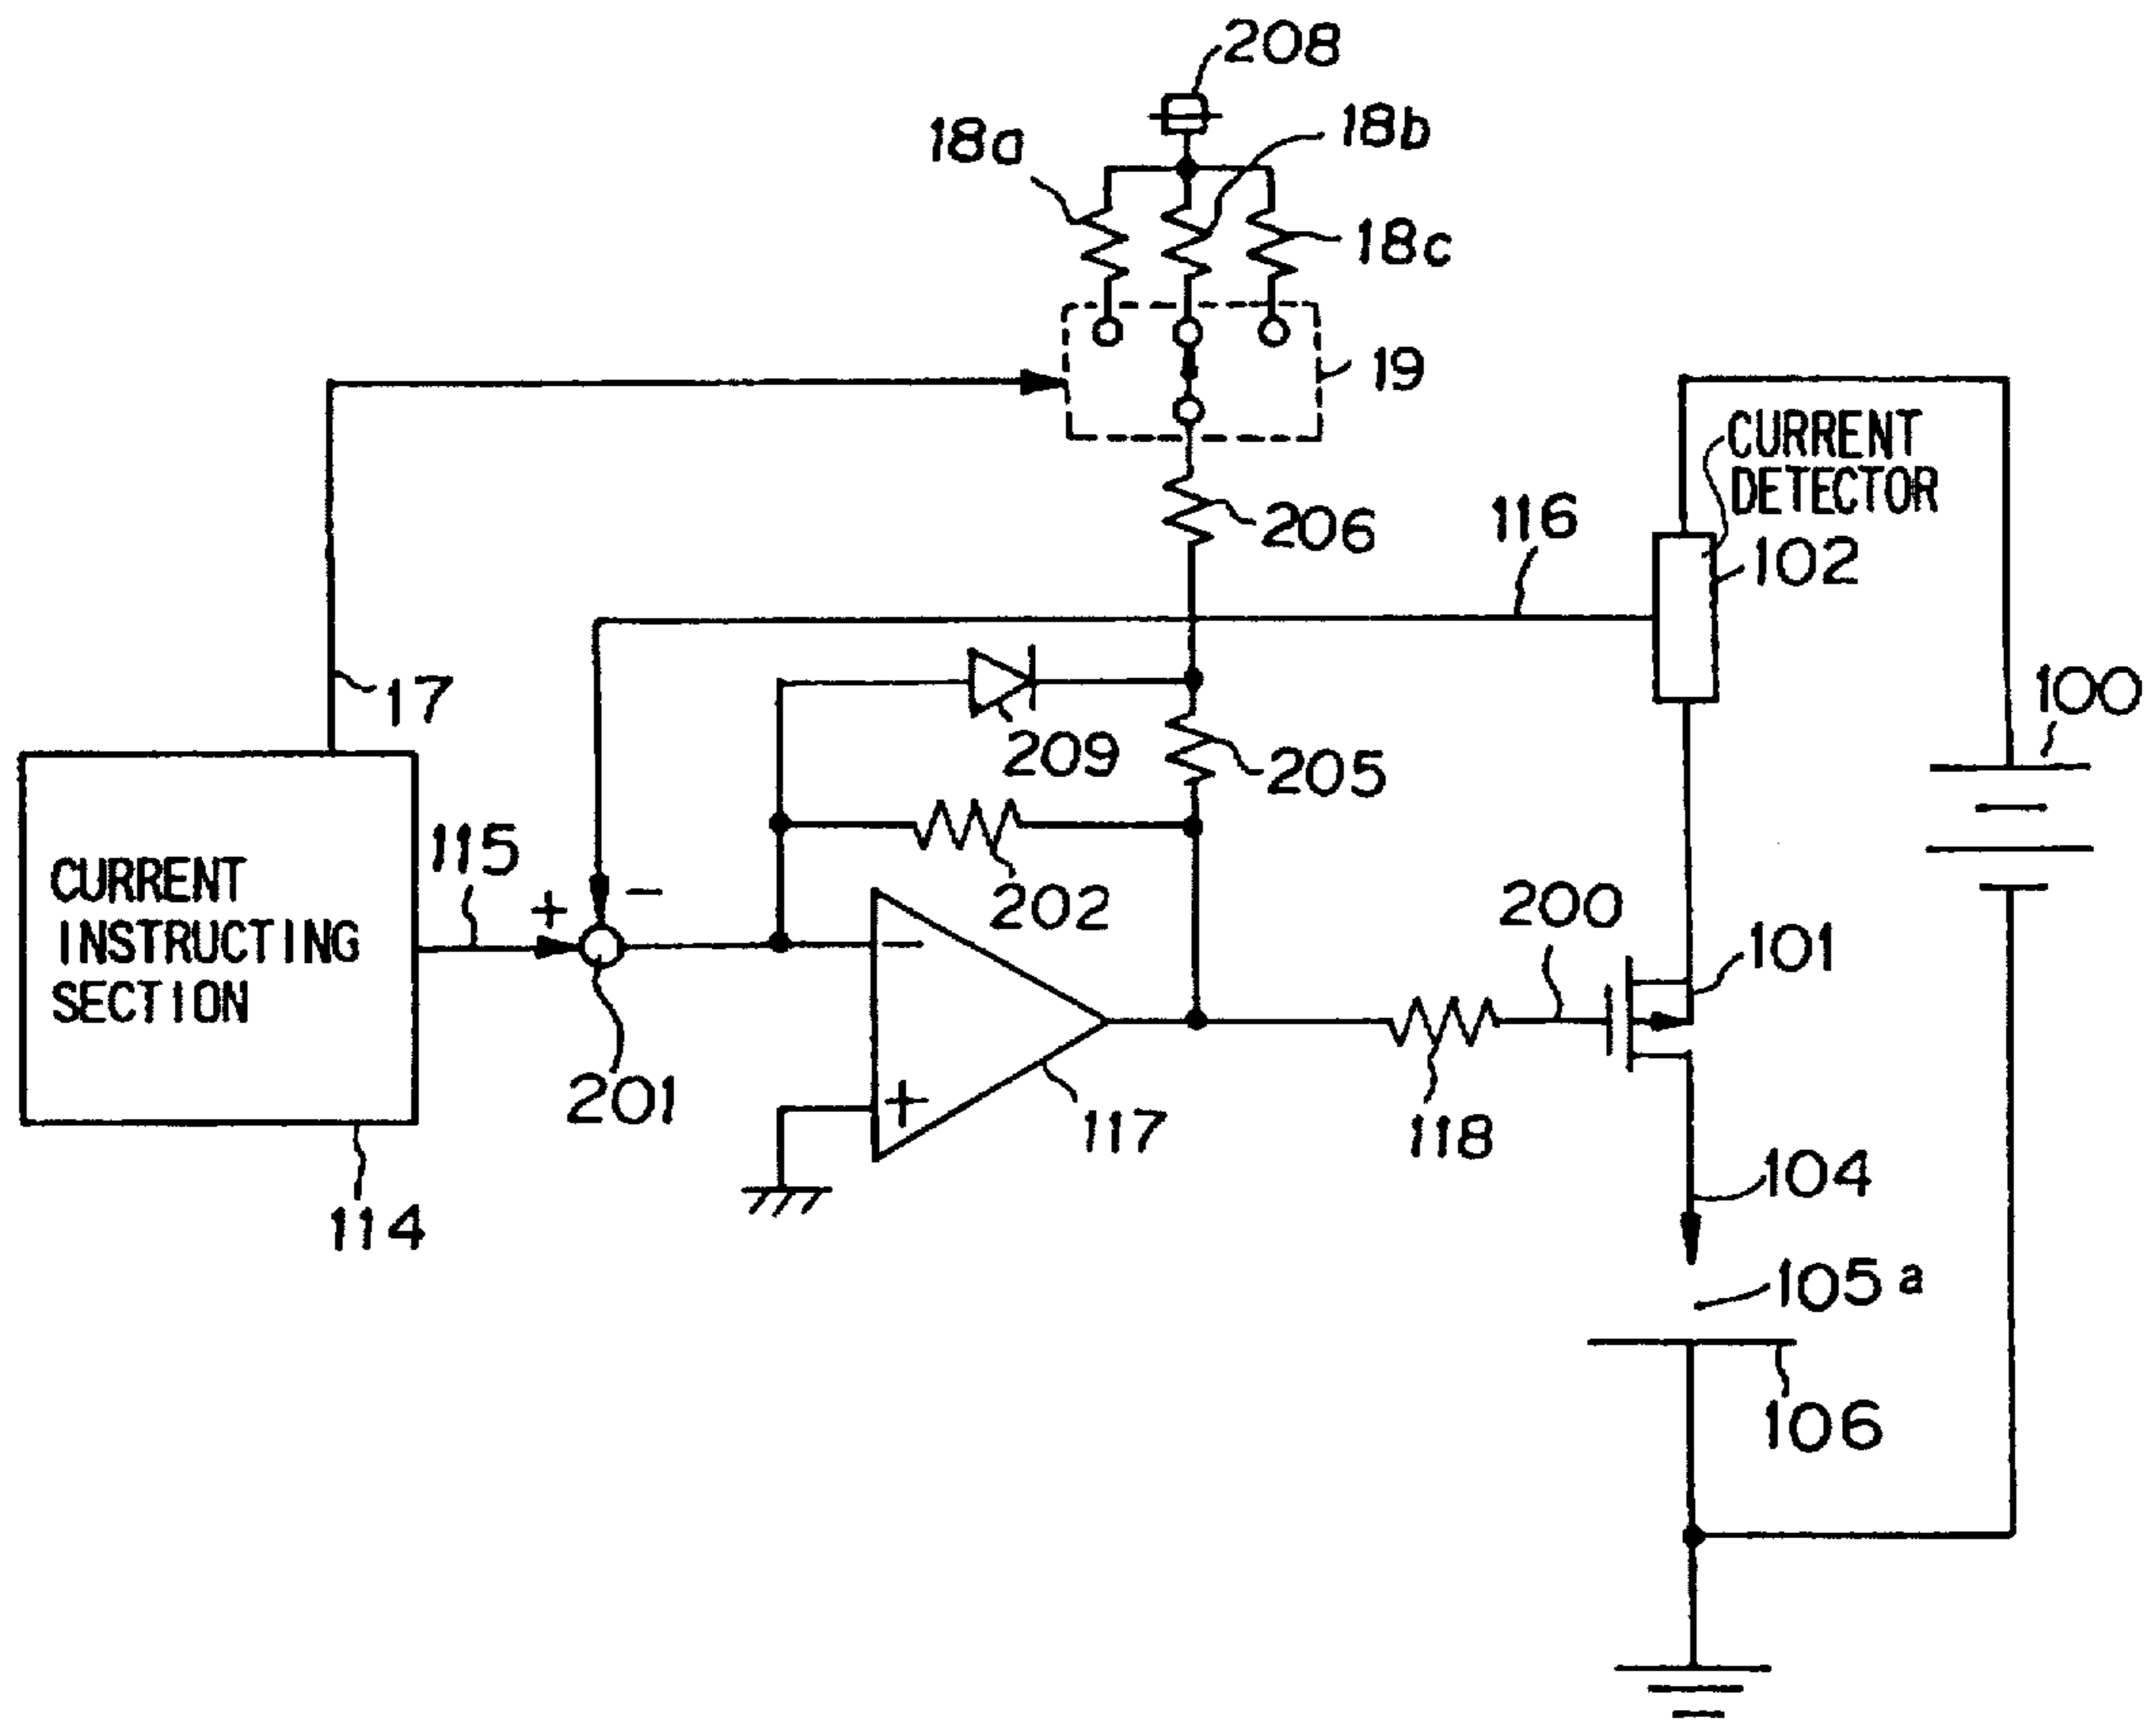 208
18a
18b
18c
19
CURRENT
DETECTOR
206
116
102
17
209
205
100
115
CURRENT
INSTRUCTING
SECTION
+
−
202
200
−
101
201
+
117
118
104
114
105a
106